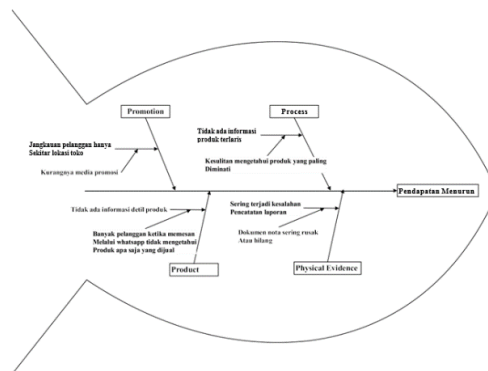 Promotion
Process
Tidak ada informasi
produk terlaris
Jangkauan pelanggan hanya
Sekitar lokasi toko
Kesulitan mengetahui produk yang paling
Diminati
Kurangnya media promosi
Pendapatan Menurun
Tidak ada informasi detil produk
Sering terjadi kesalahan
Pencatatan laporan
Banyak pelanggan ketika memesan
Melalui whatsapp tidak mengetahui
Produk apa saja yang dijual
Dokumen nota sering rusak
Atau hilang
Product
Physical Evidence